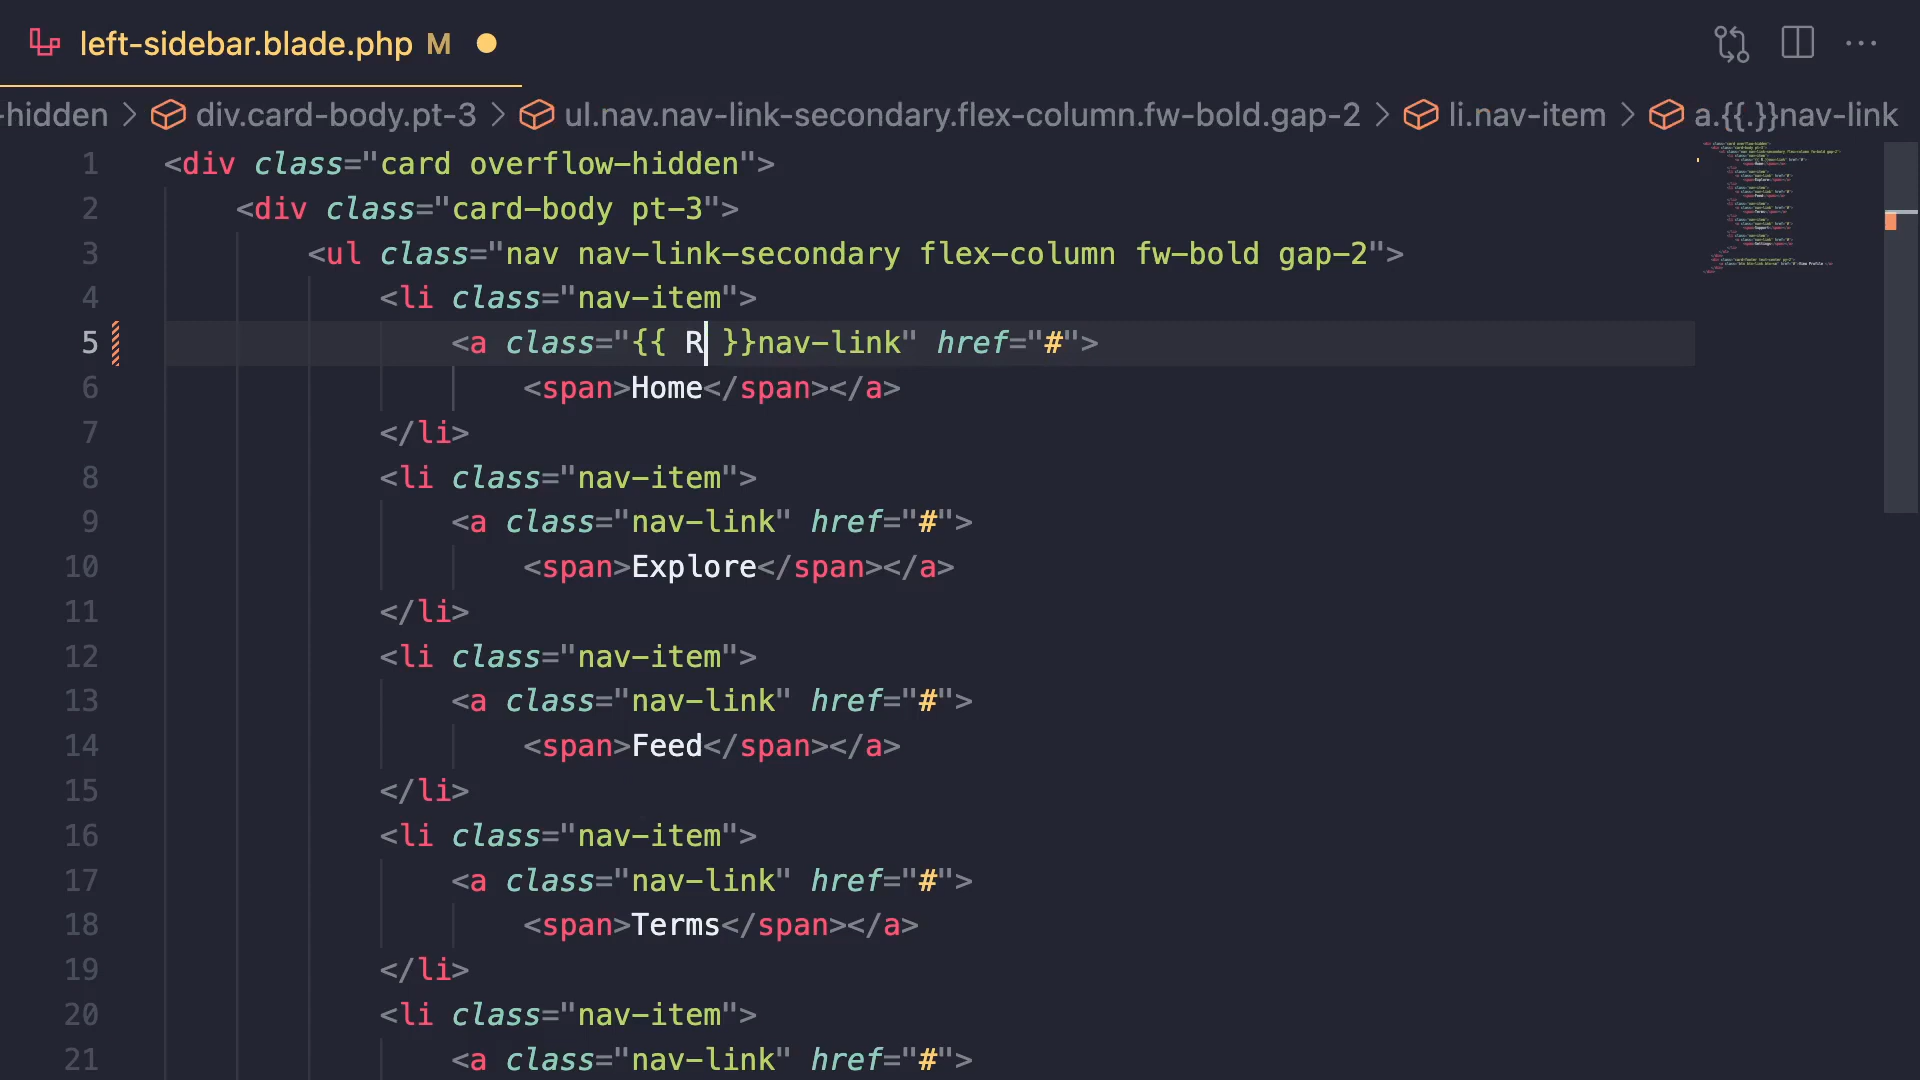 left-sidebar.blade.php M
-hidden > div.card-body.pt-3 > ul.nav.nav-link-secondary.flex-column.fw-bold.gap-2 > li.nav-item > a.{{.}}nav-link
1 <div class="card overflow-hidden">
2 <div class="card-body pt-3">
3 <ul class="nav nav-link-secondary flex-column fw-bold gap-2">
4 <li class="nav-item">
5 <a class="{{ R }}nav-link" href="#">
6 <span>Home</span></a>
7 </li>
8 <li class="nav-item">
9 <a class="nav-link" href="#">
10 <span>Explore</span></a>
11 </li>
12 <li class="nav-item">
13 <a class="nav-link" href="#">
14 <span>Feed</span></a>
15 </li>
16 <li class="nav-item">
17 <a class="nav-link" href="#">
18 <span>Terms</span></a>
19 </li>
20 <li class="nav-item">
21 <a class="nav-link" href="#">